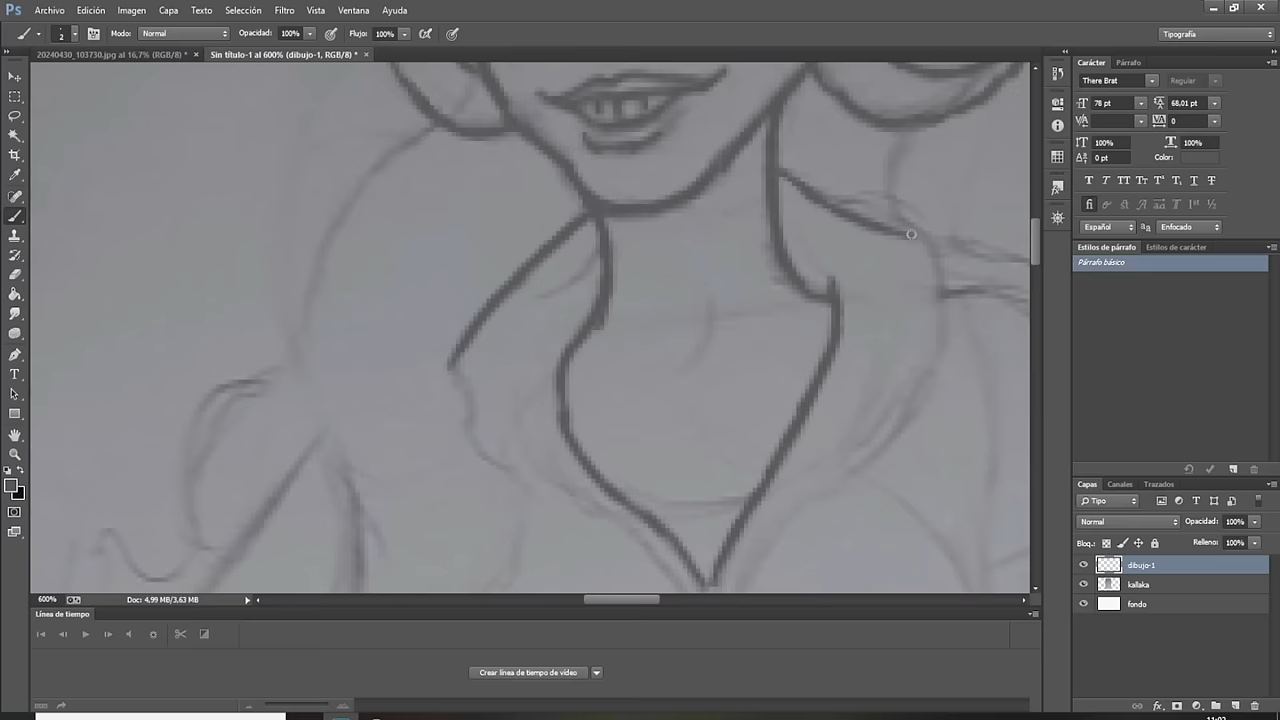 Ps Archivo Edición Imagen Capa Texto Selección Filtro Vista Ventana Ayuda
2 Modo: Normal Opacidad: 100% Flujo: 100% Tipografía
20240430_103730.jpg al 16,7% (RGB/8) * × Sin título-1 al 600% (dibujo-1, RGB/8) * ×
Carácter Párrafo
There Brat Regular
78 pt 68,01 pt
0
100% 100%
0 pt Color:
Español Enfocado
Estilos de párrafo Estilos de carácter
Párrafo básico
Capas Canales Trazados
Tipo
Normal Opacidad: 100%
Bloq.: Relleno: 100%
dibujo-1
kallaka
fondo
600% Doc: 4,99 MB/3,63 MB
Línea de tiempo
Crear línea de tiempo de vídeo